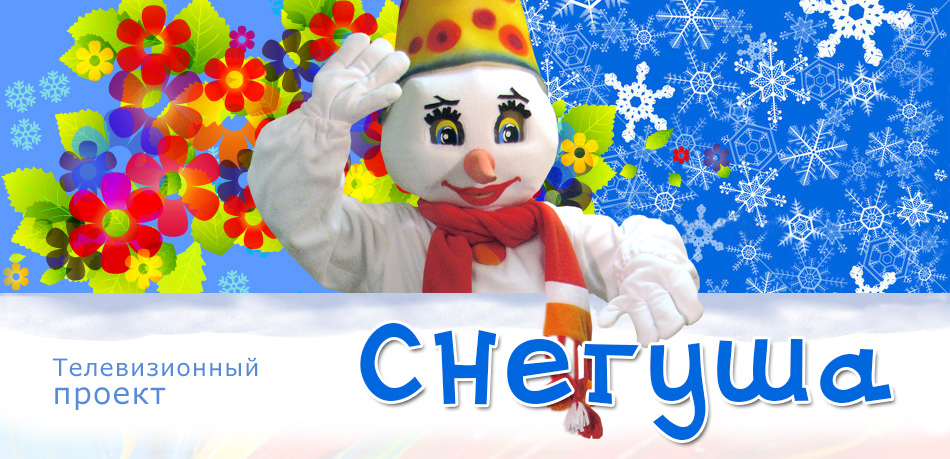 Телевизионный
проект
Снегуша